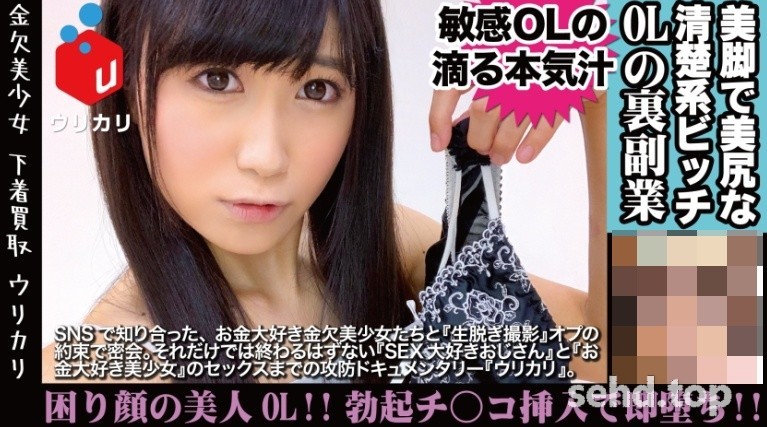 金欠美少女 下着買取 ウリカリ
u
ウリカリ
敏感OLの
滴る本気汁
美脚で美尻な
清楚系ビッチ
OLの裏副業
SNSで知り合った、お金大好き金欠美少女たちと『生脱ぎ撮影』オプの
約束で密会。それだけでは終わるはずない『SEX大好きおじさん』と『お
金大好き美少女』のセックスまでの攻防ドキュメンタリー『ウリカリ』。
sehd.top
困り顔の美人OL!! 勃起チ〇コ挿入で即堕ち!!